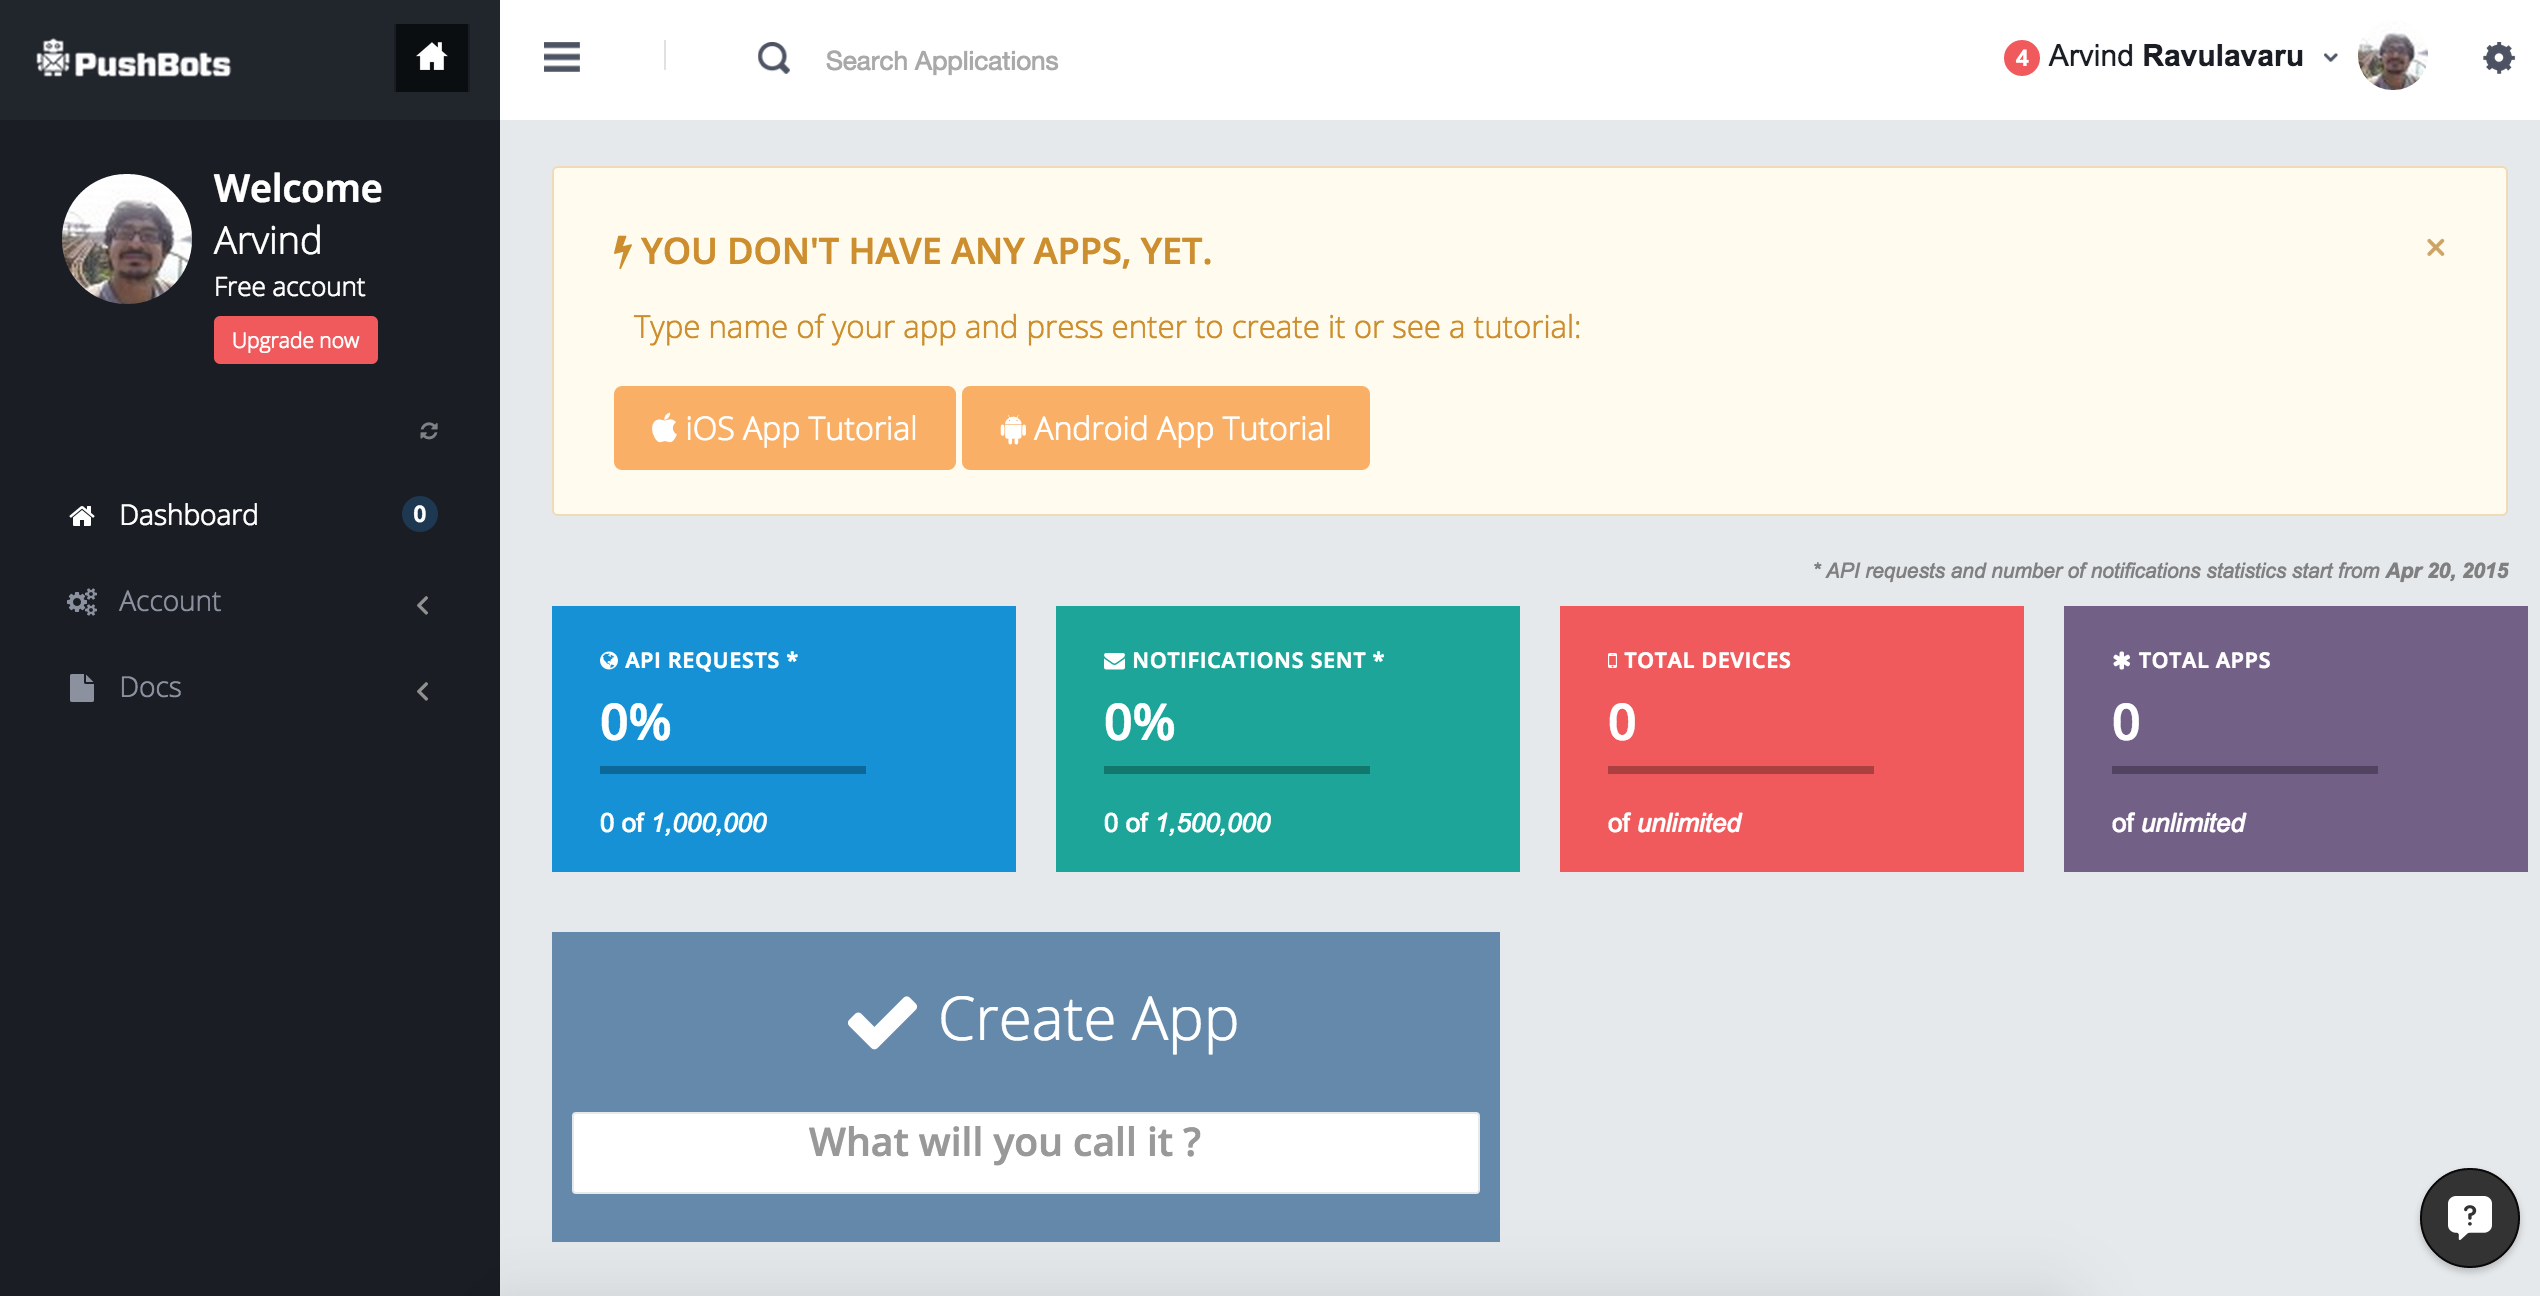 PushBots
Search Applications
4 Arvind Ravulavaru
Welcome
Arvind
Free account
Upgrade now
Dashboard 0
Account
Docs
YOU DON'T HAVE ANY APPS, YET.
×
Type name of your app and press enter to create it or see a tutorial:
iOS App Tutorial
Android App Tutorial
* API requests and number of notifications statistics start from Apr 20, 2015
API REQUESTS *
0%
0 of 1,000,000
NOTIFICATIONS SENT *
0%
0 of 1,500,000
TOTAL DEVICES
0
of unlimited
TOTAL APPS
0
of unlimited
Create App
What will you call it ?
?